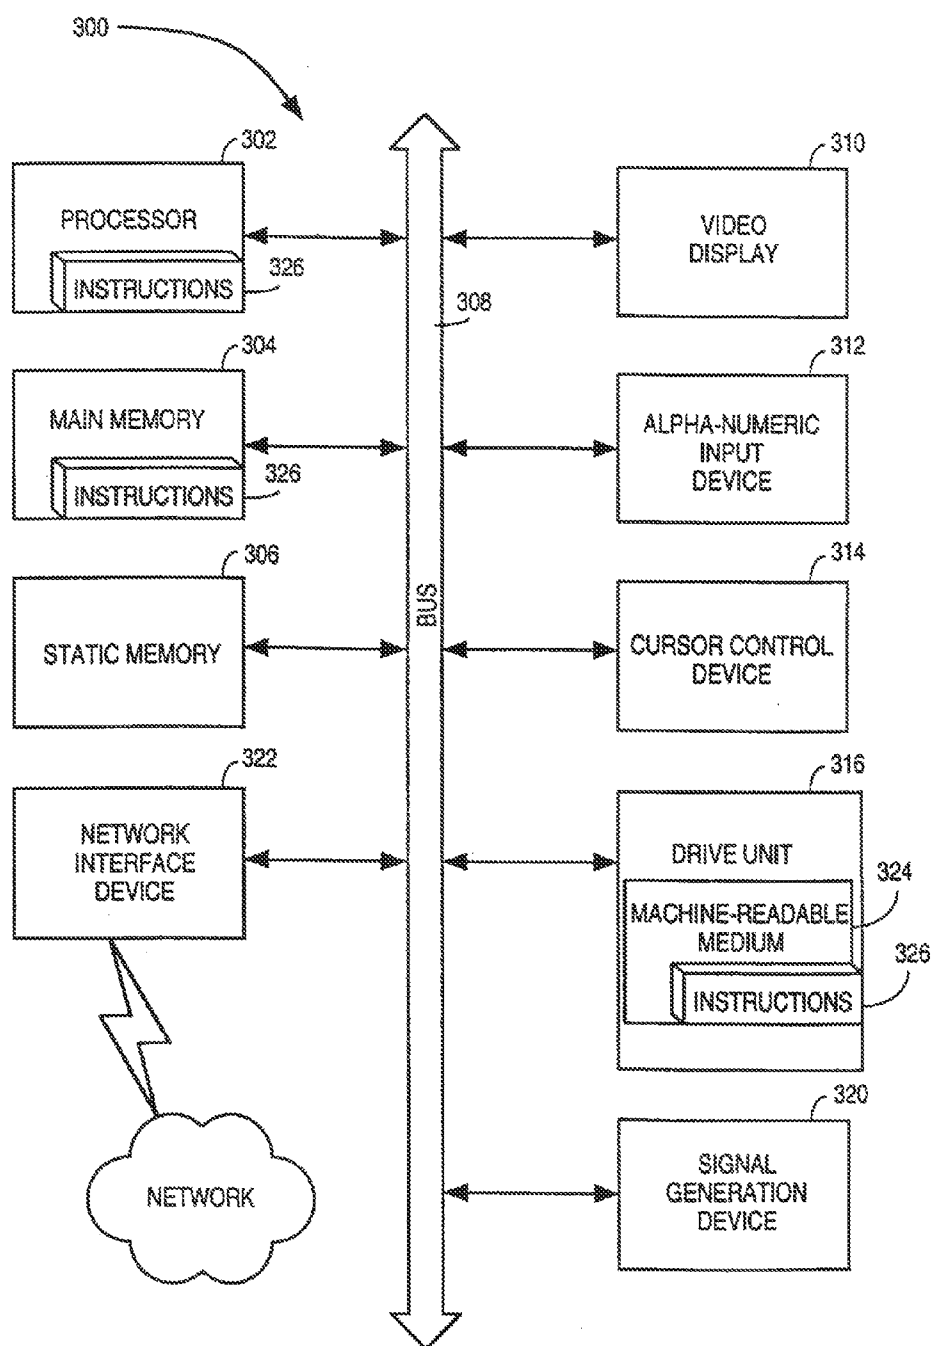 300
302
PROCESSOR
326
INSTRUCTIONS
304
MAIN MEMORY
326
INSTRUCTIONS
306
STATIC MEMORY
322
NETWORK
INTERFACE
DEVICE
NETWORK
308
BUS
310
VIDEO
DISPLAY
312
ALPHA-NUMERIC
INPUT
DEVICE
314
CURSOR CONTROL
DEVICE
316
DRIVE UNIT
324
MACHINE-READABLE
MEDIUM
326
INSTRUCTIONS
320
SIGNAL
GENERATION
DEVICE